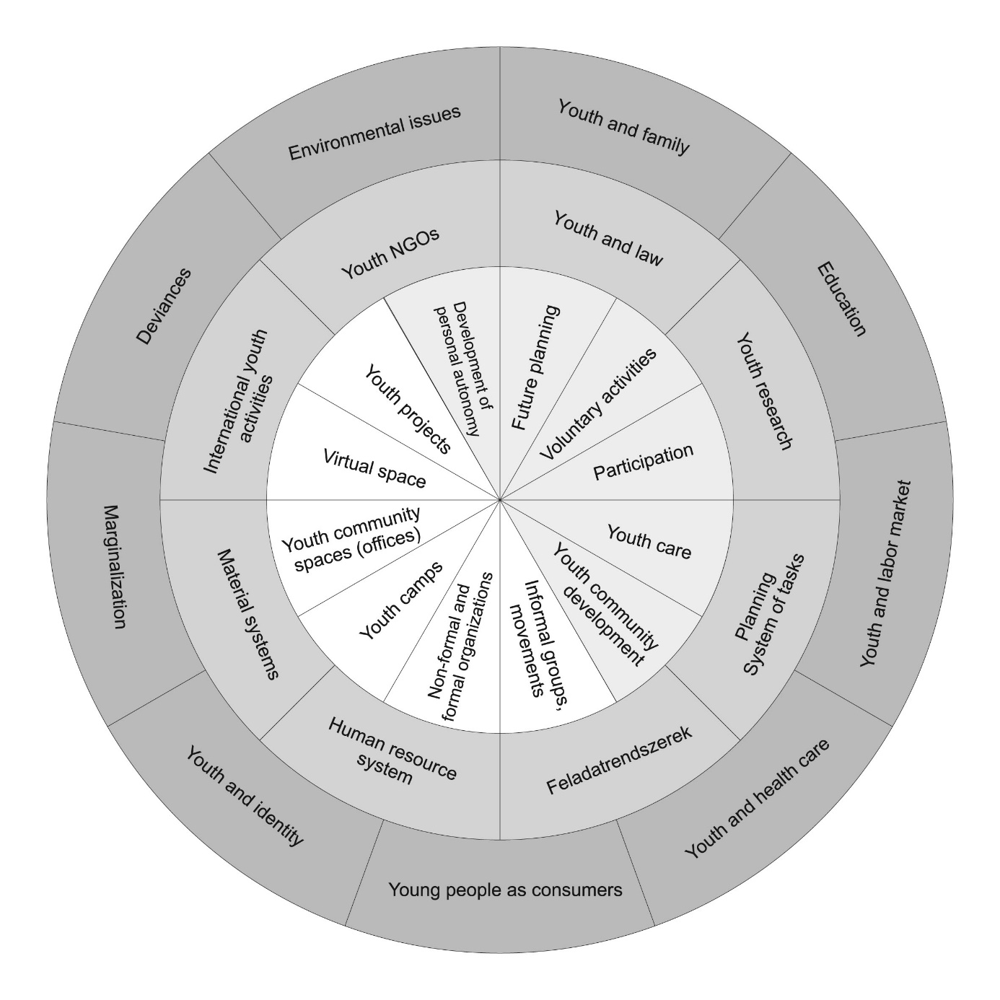 Youth and family
Education
Youth and labor market
Youth and health care
Young people as consumers
Youth and identity
Marginalization
Deviances
Environmental issues
Youth and law
Youth research
Planning
System of tasks
Feladatrendszerek
Human resource
system
Material systems
International youth
activities
Youth NGOs
Future planning
Voluntary activities
Participation
Youth care
Youth community
development
Informal groups,
movements
Non-formal and
formal organizations
Youth camps
Youth community
spaces (offices)
Virtual space
Youth projects
Development of
personal autonomy